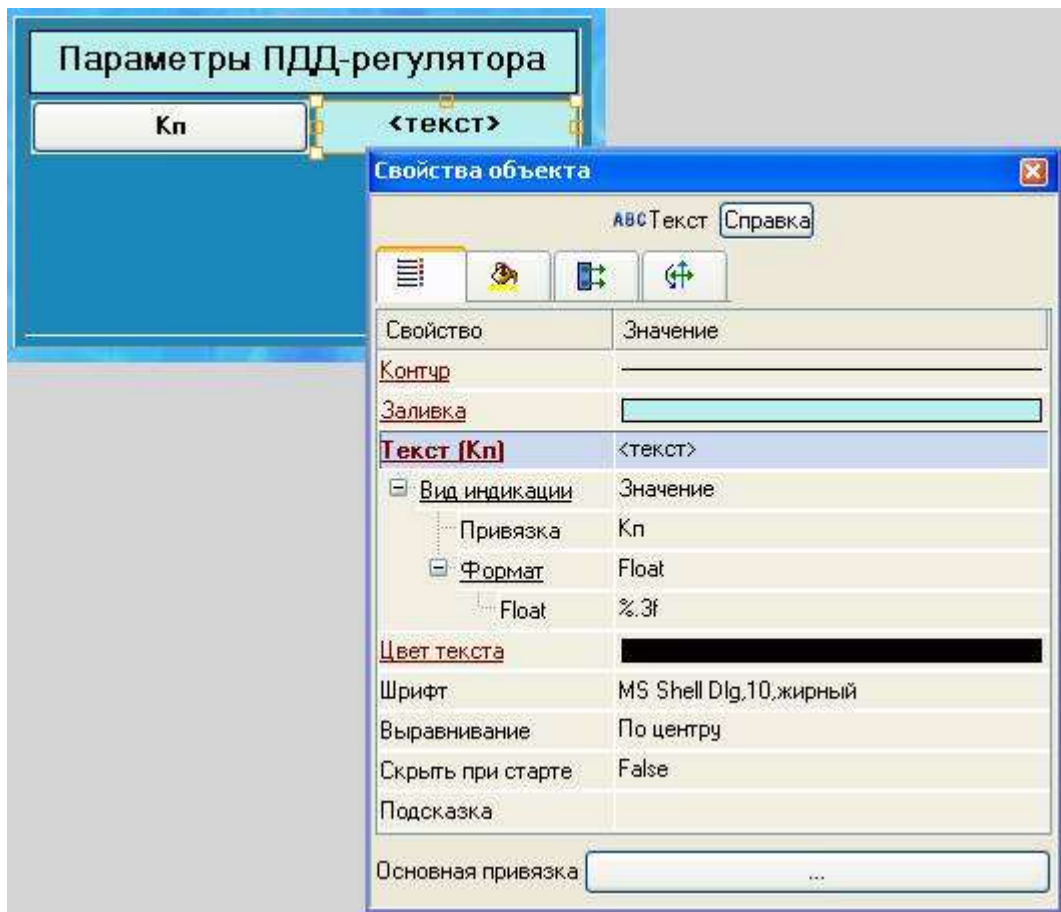 Параметры ПДД-регулятора
Кп <текст>
Свойства объекта
ABC Текст Справка
Свойство Значение
Контур
Заливка
Текст (Кп) <текст>
Вид индикации Значение
Привязка Кп
Формат Float
Float %.3f
Цвет текста
Шрифт MS Shell Dlg,10,жирный
Выравнивание По центру
Скрыть при старте False
Подсказка
Основная привязка ...